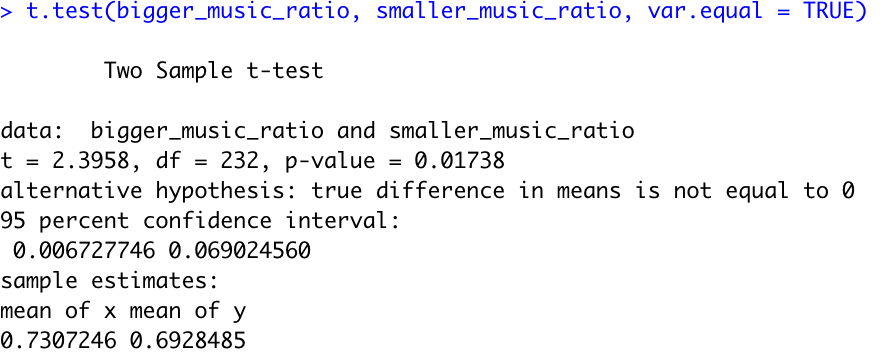 > t.test(bigger_music_ratio, smaller_music_ratio, var.equal = TRUE)
Two Sample t-test
data:  bigger_music_ratio and smaller_music_ratio
t = 2.3958, df = 232, p-value = 0.01738
alternative hypothesis: true difference in means is not equal to 0
95 percent confidence interval:
 0.006727746 0.069024560
sample estimates:
mean of x mean of y
0.7307246 0.6928485